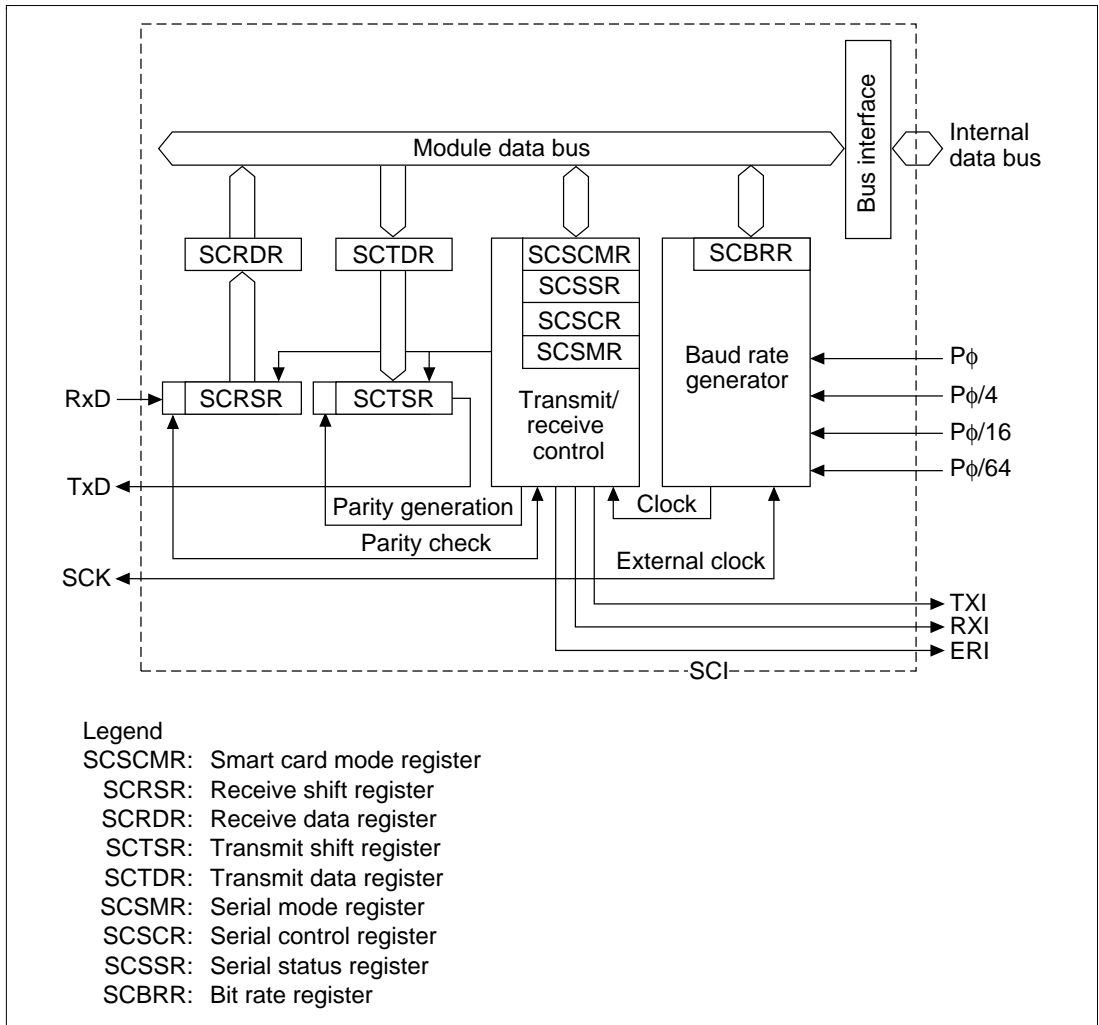 Bus interface
Internal
data bus
Module data bus
SCRDR
SCTDR
SCSCMR
SCSSR
SCSCR
SCSMR
SCBRR
Baud rate
generator
Pφ
Pφ/4
Pφ/16
Pφ/64
RxD
SCRSR
SCTSR
Transmit/
receive
control
TxD
Parity generation
Clock
Parity check
External clock
SCK
TXI
RXI
ERI
SCI
Legend
SCSCMR: Smart card mode register
SCRSR: Receive shift register
SCRDR: Receive data register
SCTSR: Transmit shift register
SCTDR: Transmit data register
SCSMR: Serial mode register
SCSCR: Serial control register
SCSSR: Serial status register
SCBRR: Bit rate register